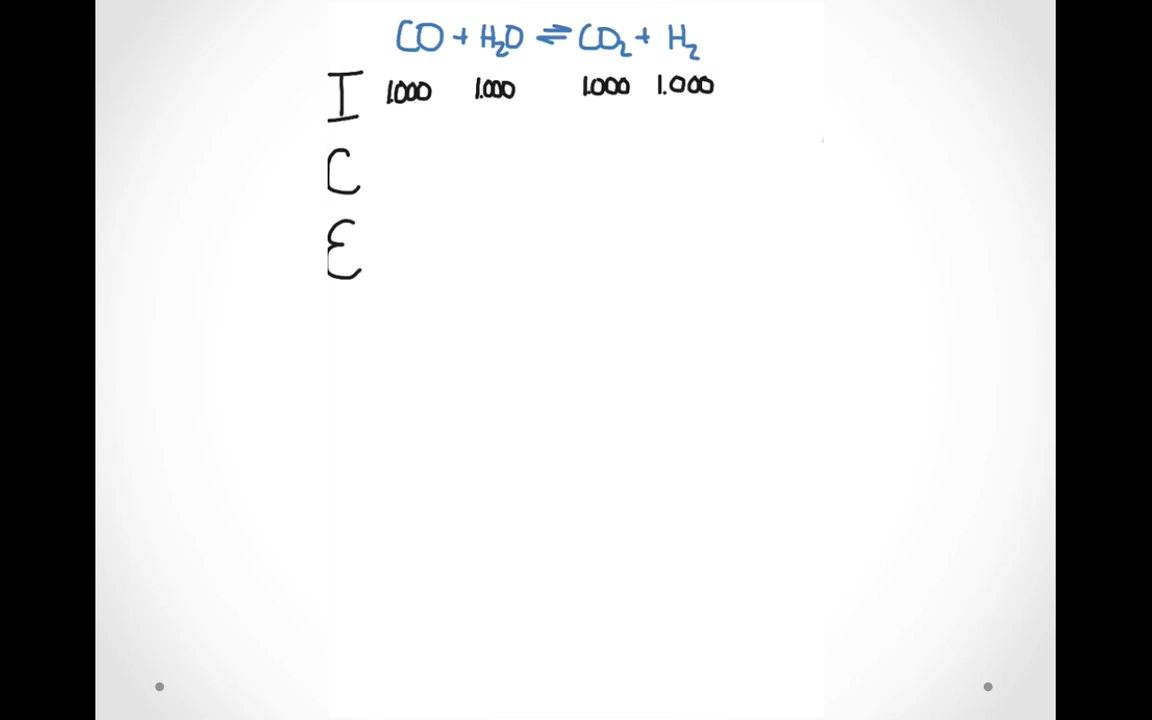 CO + H₂O ⇌ CO₂ + H₂
I 1.000 1.000 1.000 1.000
C
E